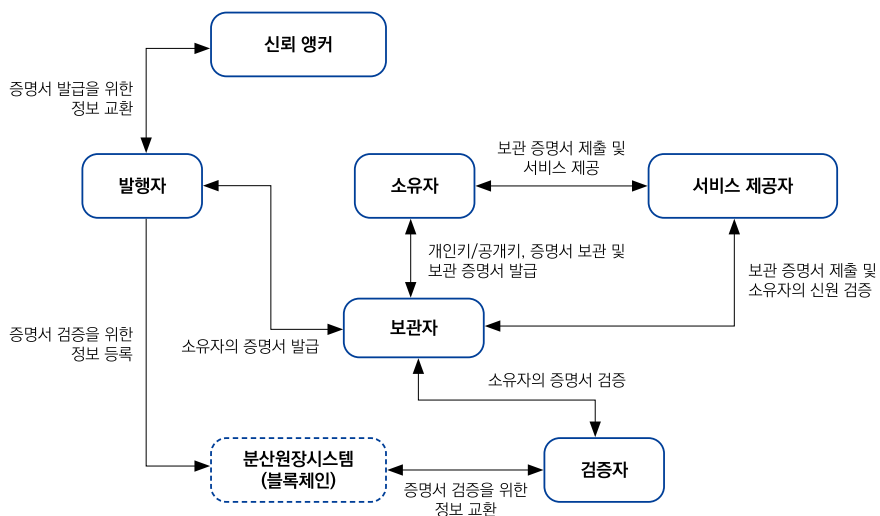 신뢰 앵커
증명서 발급을 위한
정보 교환
발행자
소유자
보관 증명서 제출 및
서비스 제공
서비스 제공자
개인키/공개키, 증명서 보관 및
보관 증명서 발급
보관 증명서 제출 및
소유자의 신원 검증
증명서 검증을 위한
정보 등록
소유자의 증명서 발급
보관자
소유자의 증명서 검증
분산원장시스템
(블록체인)
증명서 검증을 위한
정보 교환
검증자